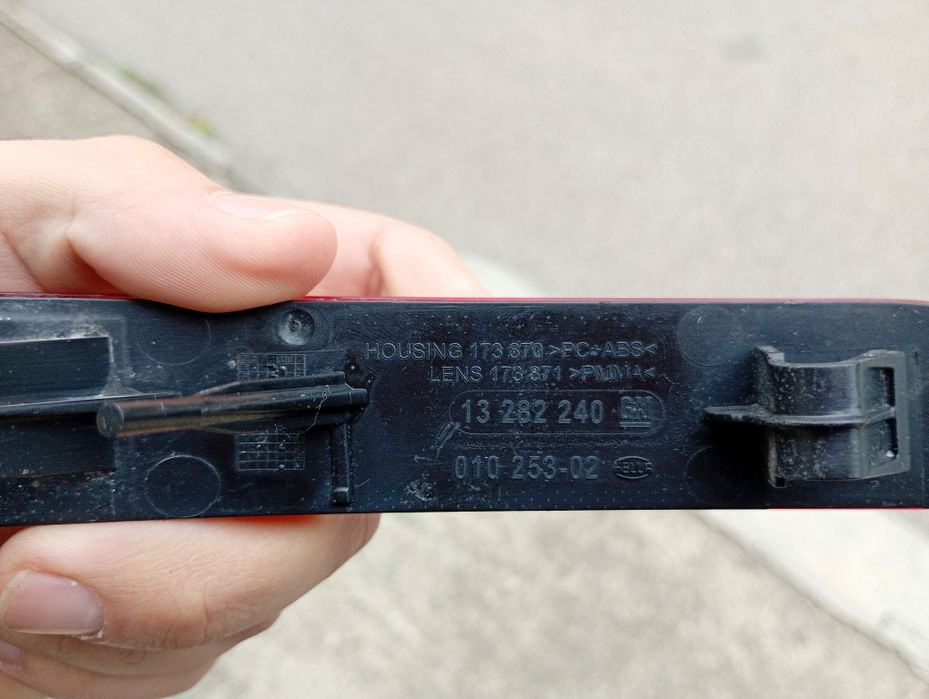 HOUSING 173 870 >PC+ABS<
LENS 173 871 >PMMA<
13 282 240 GM
010 253-02 HELLA